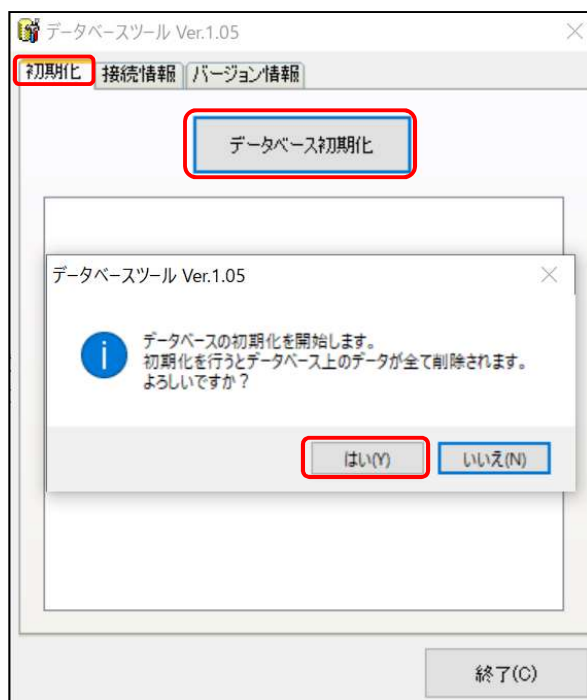 データベースツール Ver.1.05
初期化 接続情報 バージョン情報
データベース初期化
データベースツール Ver.1.05
データベースの初期化を開始します。
初期化を行うとデータベース上のデータが全て削除されます。
よろしいですか？
はい(Y) いいえ(N)
終了(C)